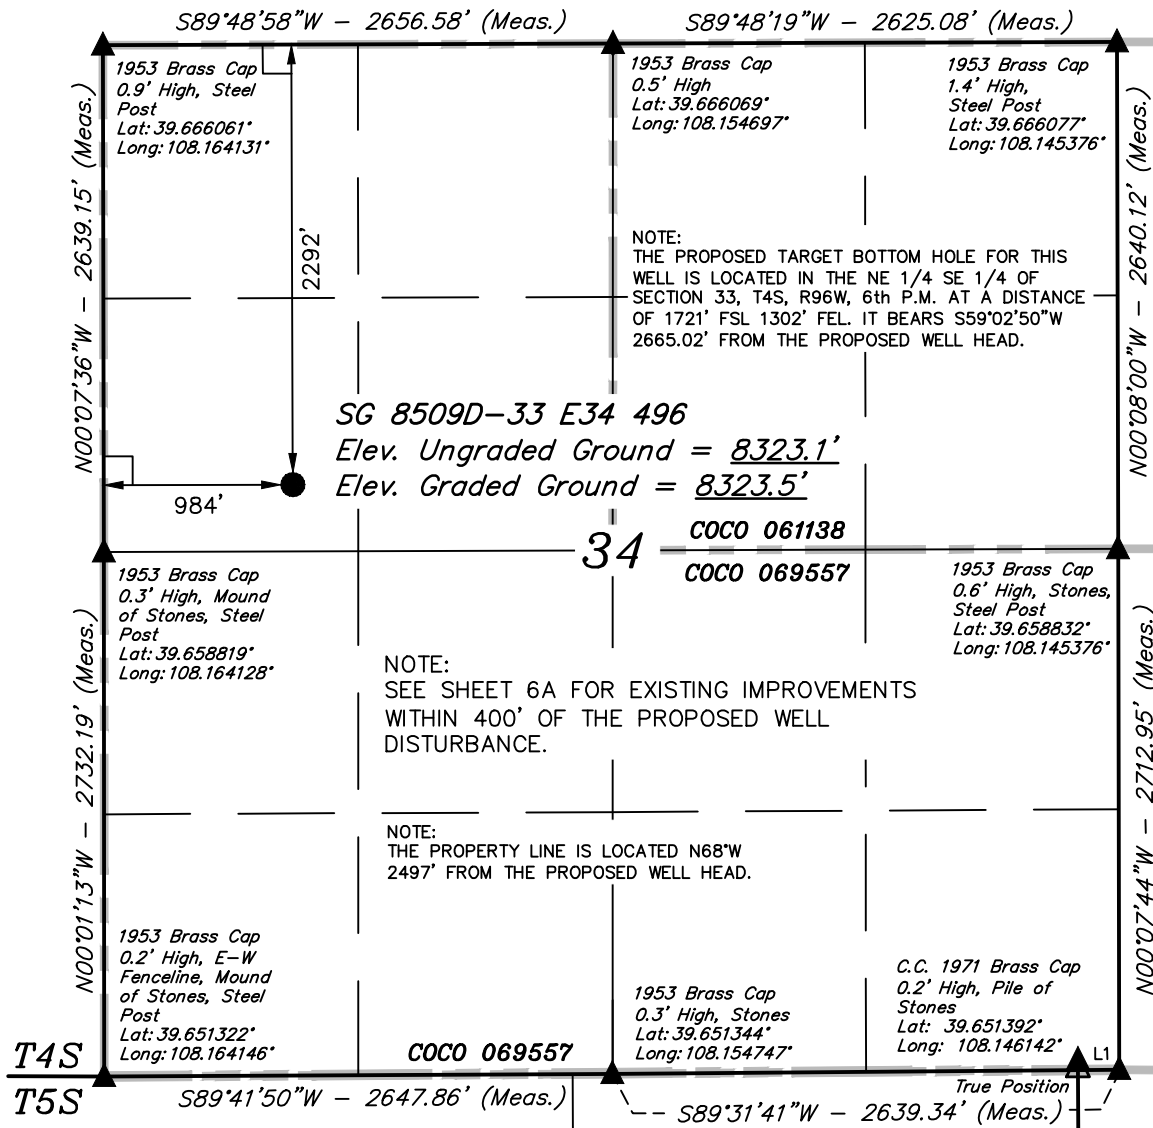 S89°48'58"W - 2656.58' (Meas.)
S89°48'19"W - 2625.08' (Meas.)
1953 Brass Cap
0.9' High, Steel
Post
Lat: 39.666061°
Long: 108.164131°
1953 Brass Cap
0.5' High
Lat: 39.666069°
Long: 108.154697°
1953 Brass Cap
1.4' High,
Steel Post
Lat: 39.666077°
Long: 108.145376°
N00°07'36"W - 2639.15' (Meas.)
2292'
N00°08'00"W - 2640.12' (Meas.)
NOTE:
THE PROPOSED TARGET BOTTOM HOLE FOR THIS
WELL IS LOCATED IN THE NE 1/4 SE 1/4 OF
SECTION 33, T4S, R96W, 6th P.M. AT A DISTANCE
OF 1721' FSL 1302' FEL. IT BEARS S59°02'50"W
2665.02' FROM THE PROPOSED WELL HEAD.
SG 8509D-33 E34 496
Elev. Ungraded Ground = 8323.1'
Elev. Graded Ground = 8323.5'
984'
34
COCO 061138
COCO 069557
1953 Brass Cap
0.3' High, Mound
of Stones, Steel
Post
Lat: 39.658819°
Long: 108.164128°
1953 Brass Cap
0.6' High, Stones,
Steel Post
Lat: 39.658832°
Long: 108.145376°
N00°01'13"W - 2732.19' (Meas.)
NOTE:
SEE SHEET 6A FOR EXISTING IMPROVEMENTS
WITHIN 400' OF THE PROPOSED WELL
DISTURBANCE.
N00°07'44"W - 2712.95' (Meas.)
NOTE:
THE PROPERTY LINE IS LOCATED N68°W
2497' FROM THE PROPOSED WELL HEAD.
1953 Brass Cap
0.2' High, E-W
Fenceline, Mound
of Stones, Steel
Post
Lat: 39.651322°
Long: 108.164146°
1953 Brass Cap
0.3' High, Stones
Lat: 39.651344°
Long: 108.154747°
C.C. 1971 Brass Cap
0.2' High, Pile of
Stones
Lat: 39.651392°
Long: 108.146142°
COCO 069557
L1
T4S
T5S
True Position
S89°41'50"W - 2647.86' (Meas.)
S89°31'41"W - 2639.34' (Meas.)